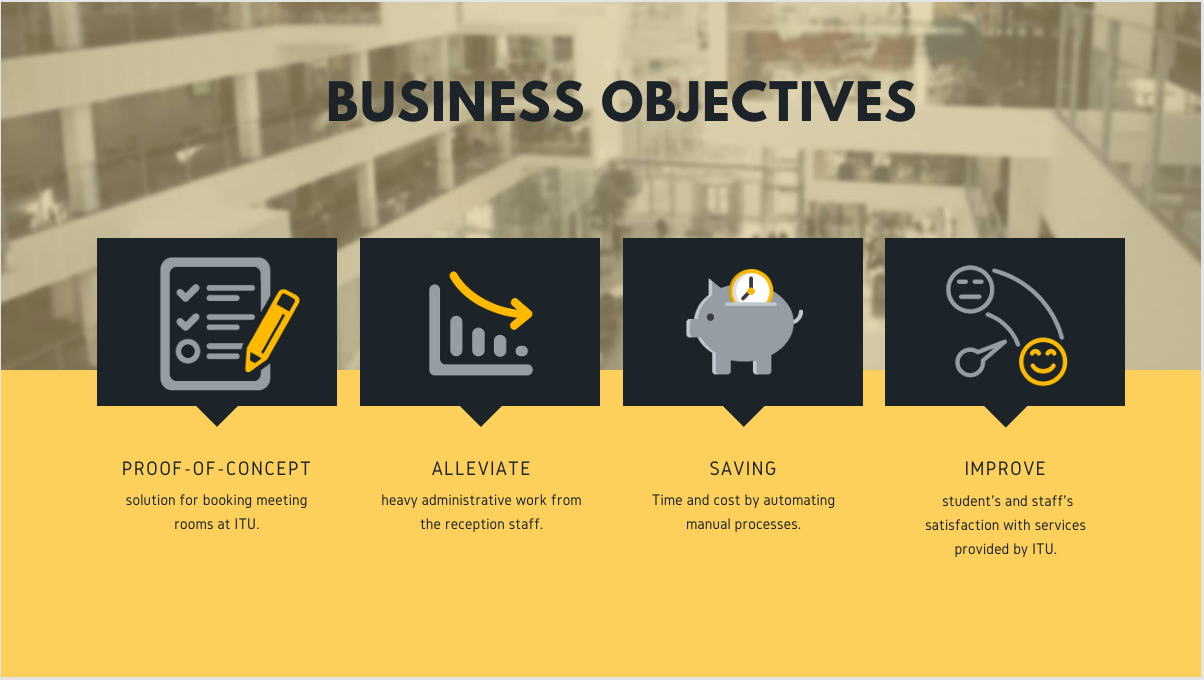 BUSINESS OBJECTIVES
PROOF-OF-CONCEPT
solution for booking meeting
rooms at ITU.
ALLEVIATE
heavy administrative work from
the reception staff.
SAVING
Time and cost by automating
manual processes.
IMPROVE
student's and staff's
satisfaction with services
provided by ITU.